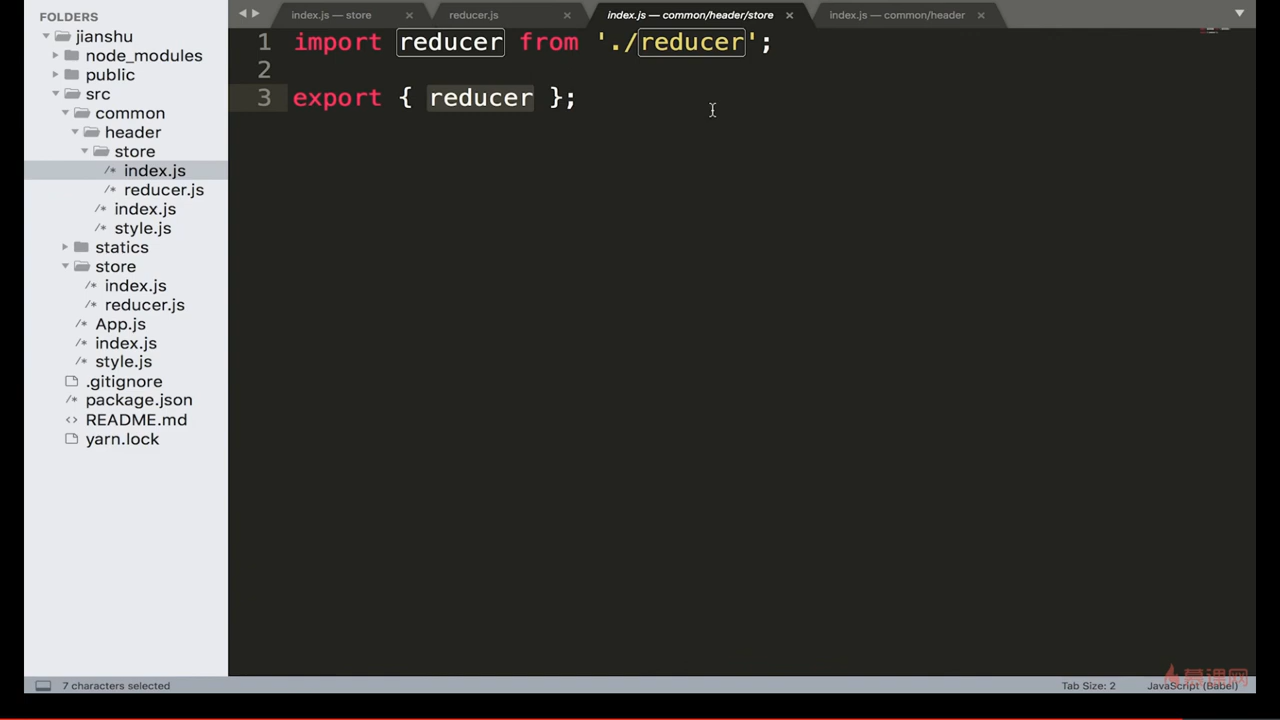 FOLDERS
jianshu
node_modules
public
src
common
header
store
index.js
reducer.js
index.js
style.js
statics
store
index.js
reducer.js
App.js
index.js
style.js
.gitignore
package.json
README.md
yarn.lock
index.js — store
reducer.js
index.js — common/header/store
index.js — common/header
1 import reducer from './reducer';
2
3 export { reducer };
7 characters selected
Tab Size: 2
JavaScript (Babel)
慕课网